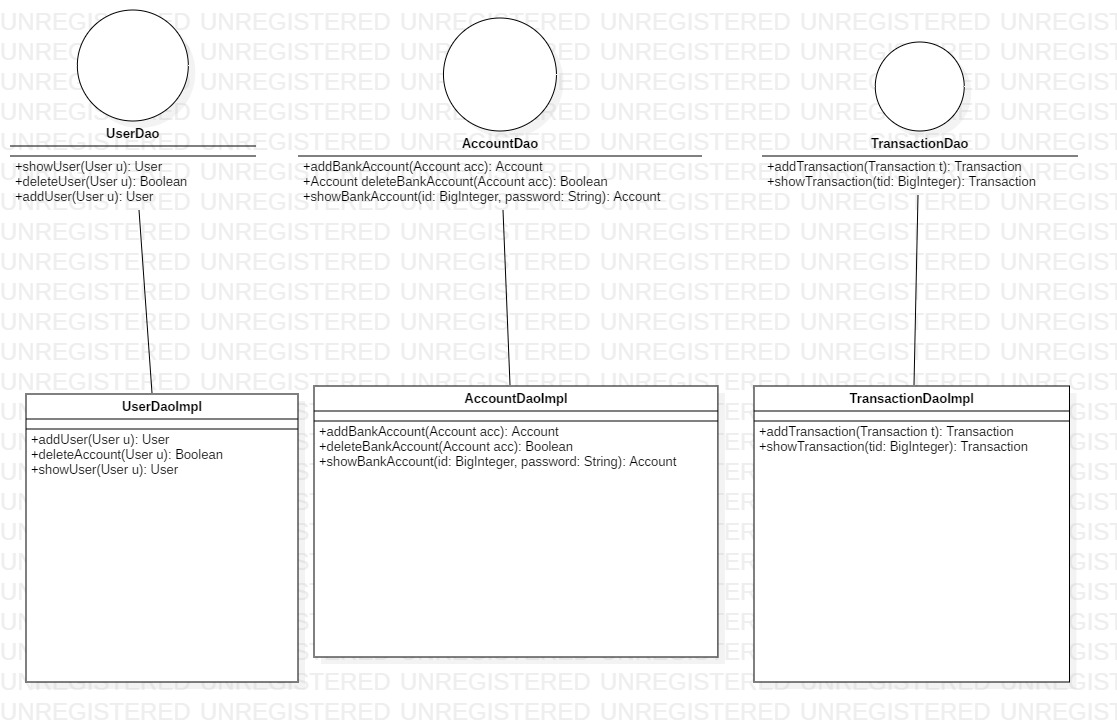 UserDao
+showUser(User u): User
+deleteUser(User u): Boolean
+addUser(User u): User
AccountDao
+addBankAccount(Account acc): Account
+Account deleteBankAccount(Account acc): Boolean
+showBankAccount(id: BigInteger, password: String): Account
TransactionDao
+addTransaction(Transaction t): Transaction
+showTransaction(tid: BigInteger): Transaction
UserDaoImpl
+addUser(User u): User
+deleteAccount(User u): Boolean
+showUser(User u): User
AccountDaoImpl
+addBankAccount(Account acc): Account
+deleteBankAccount(Account acc): Boolean
+showBankAccount(id: BigInteger, password: String): Account
TransactionDaoImpl
+addTransaction(Transaction t): Transaction
+showTransaction(tid: BigInteger): Transaction
UNREGISTERED